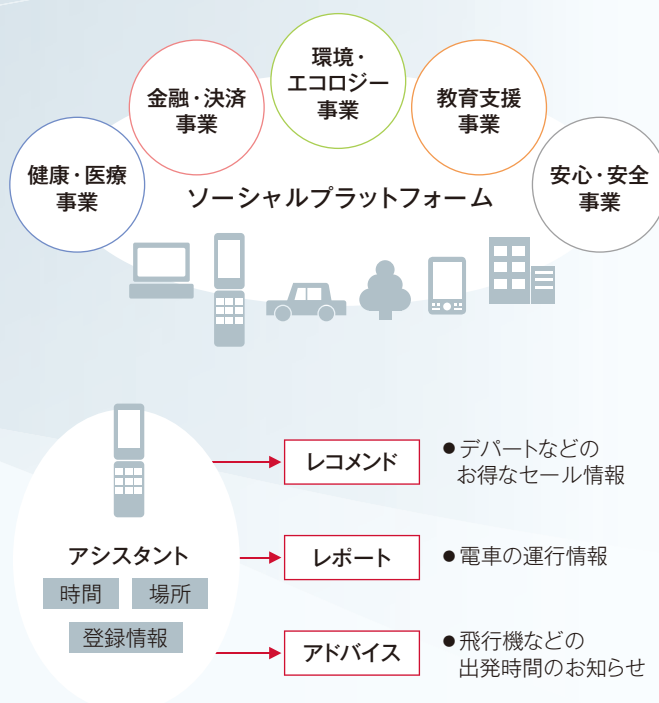 環境・
エコロジー
事業
金融・決済
事業
教育支援
事業
健康・医療
事業
安心・安全
事業
ソーシャルプラットフォーム
アシスタント
時間
場所
登録情報
レコメンド
●デパートなどの
お得なセール情報
レポート
●電車の運行情報
アドバイス
●飛行機などの
出発時間のお知らせ